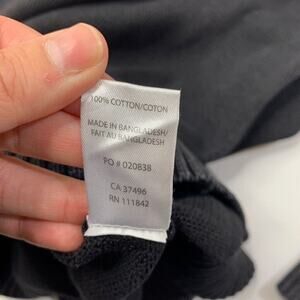 100% COTTON/COTON
MADE IN BANGLADESH/
FAIT AU BANGLADESH
PO # 020838
CA 37496
RN 111842